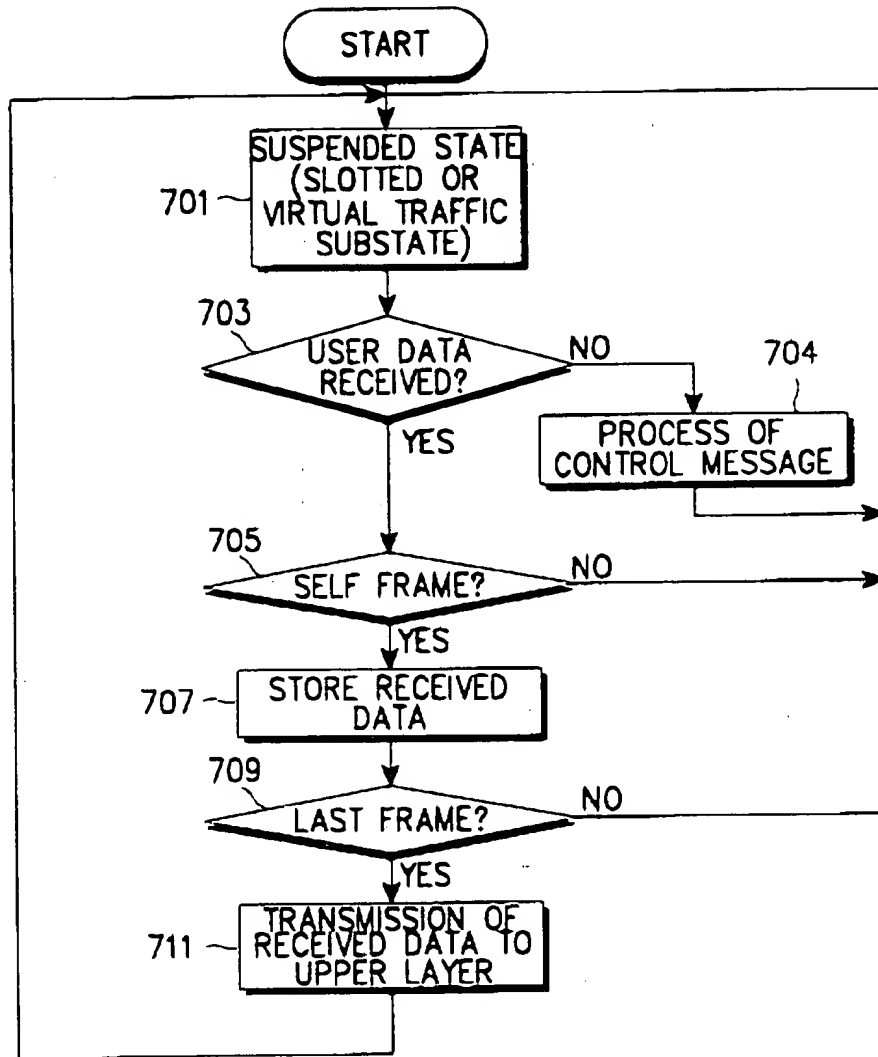 START
SUSPENDED STATE
(SLOTTED OR
VIRTUAL TRAFFIC
SUBSTATE)
701
703
USER DATA
RECEIVED?
NO
704
YES
PROCESS OF
CONTROL MESSAGE
705
SELF FRAME?
NO
YES
707
STORE RECEIVED
DATA
709
LAST FRAME?
NO
YES
711
TRANSMISSION OF
RECEIVED DATA TO
UPPER LAYER